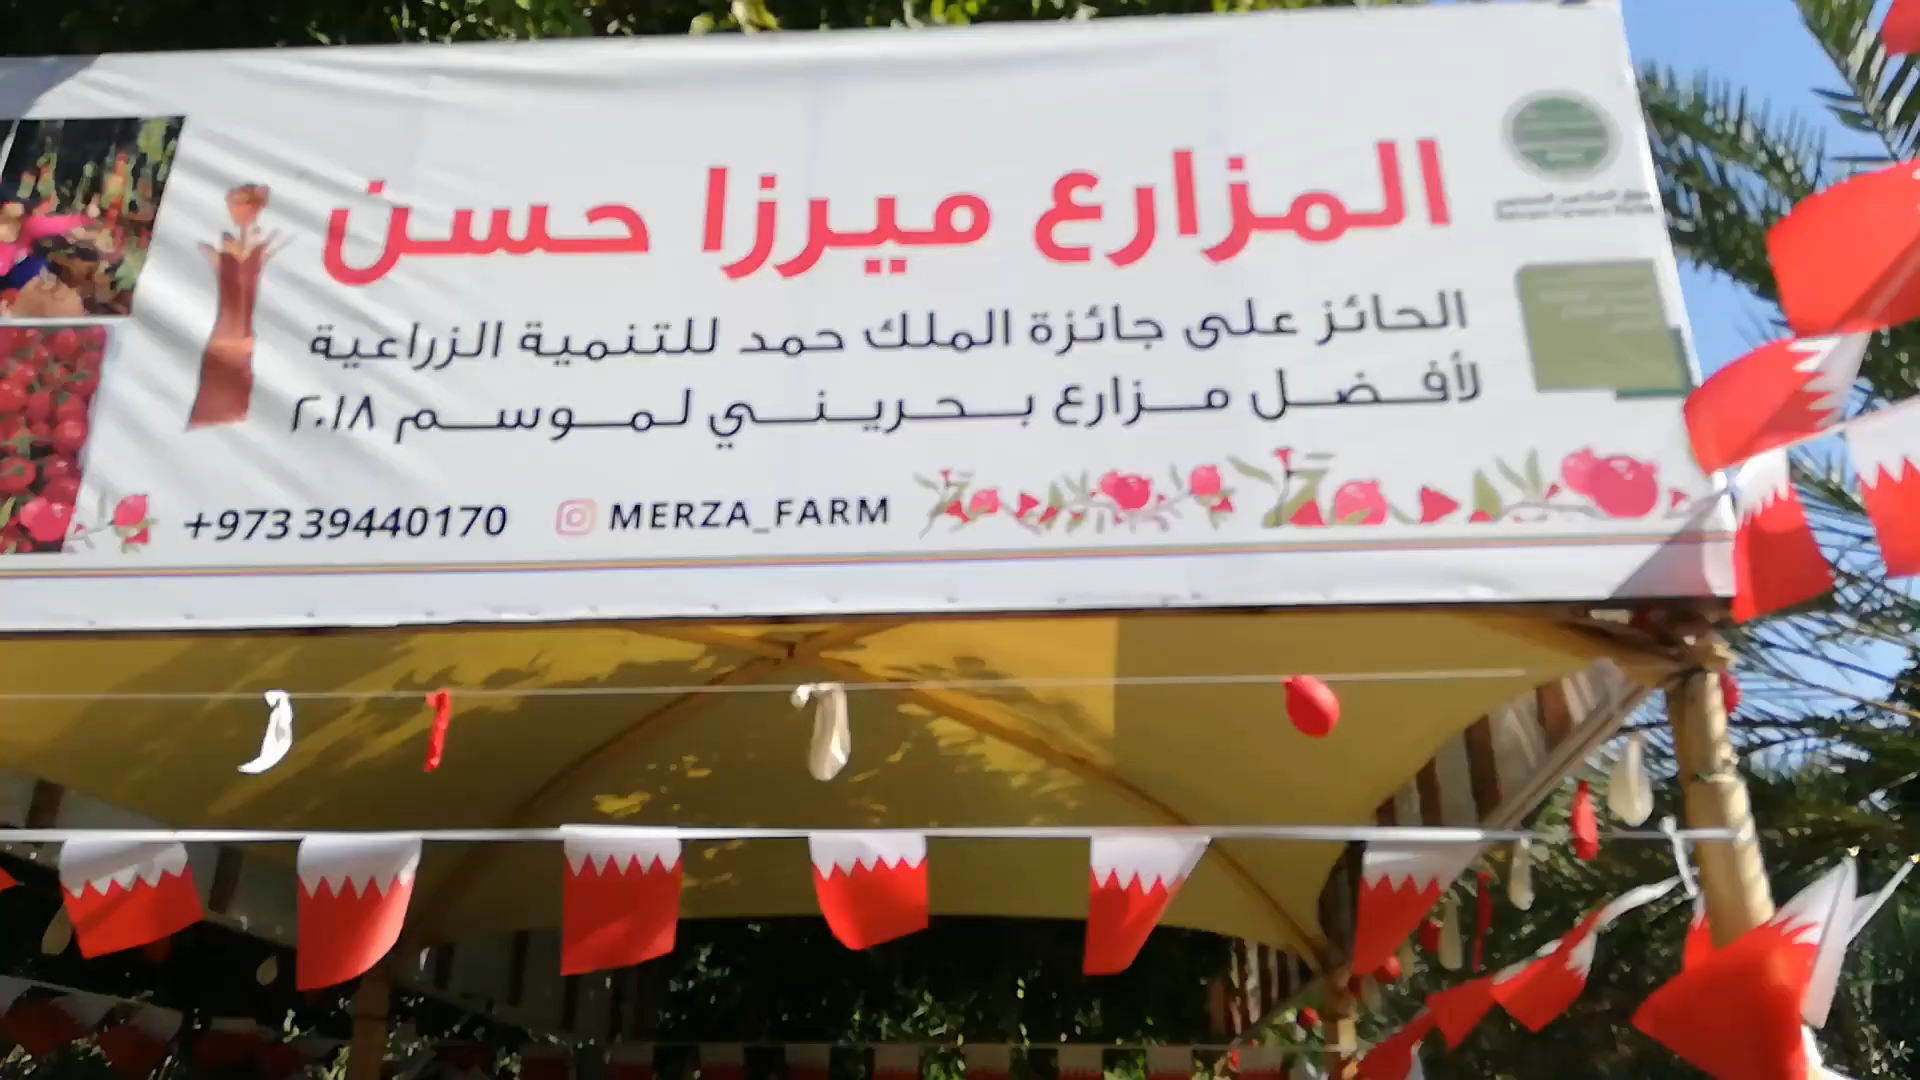 المزارع ميرزا حسن
الحائز على جائزة الملك حمد للتنمية الزراعية
لأفضل مزارع بحريني لموسم ٢٠١٨
+973 39440170 MERZA_FARM